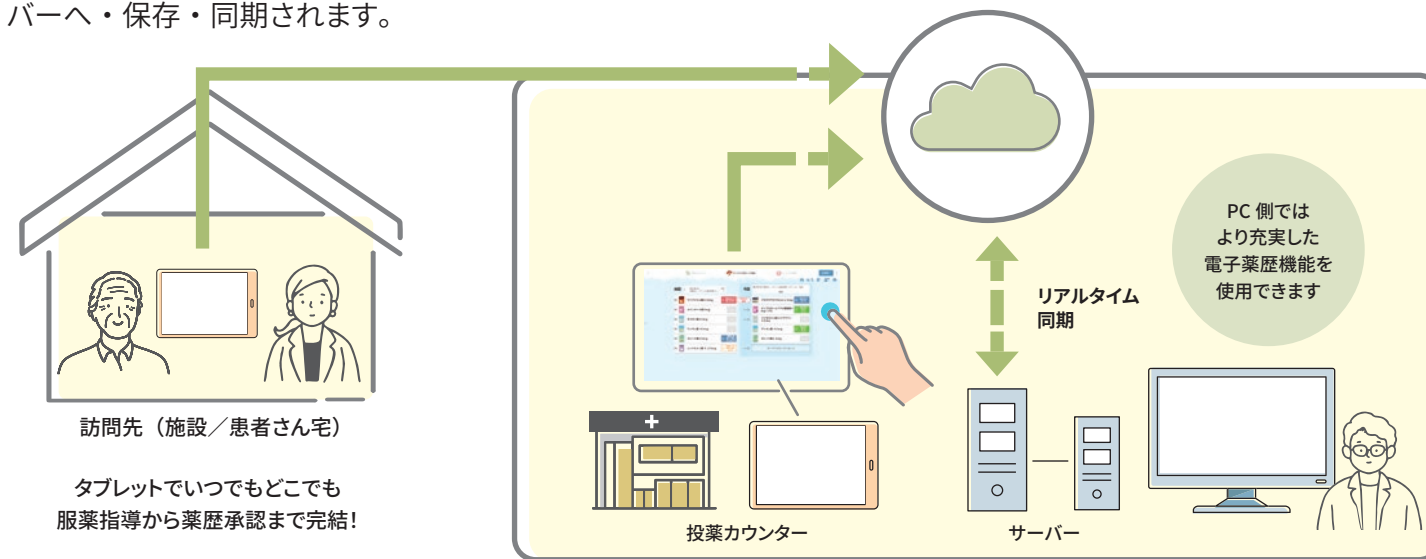 バーへ・保存・同期されます。
PC 側では
より充実した
電子薬歴機能を
使用できます
リアルタイム
同期
訪問先（施設／患者さん宅）
タブレットでいつでもどこでも
服薬指導から薬歴承認まで完結！
投薬カウンター
サーバー